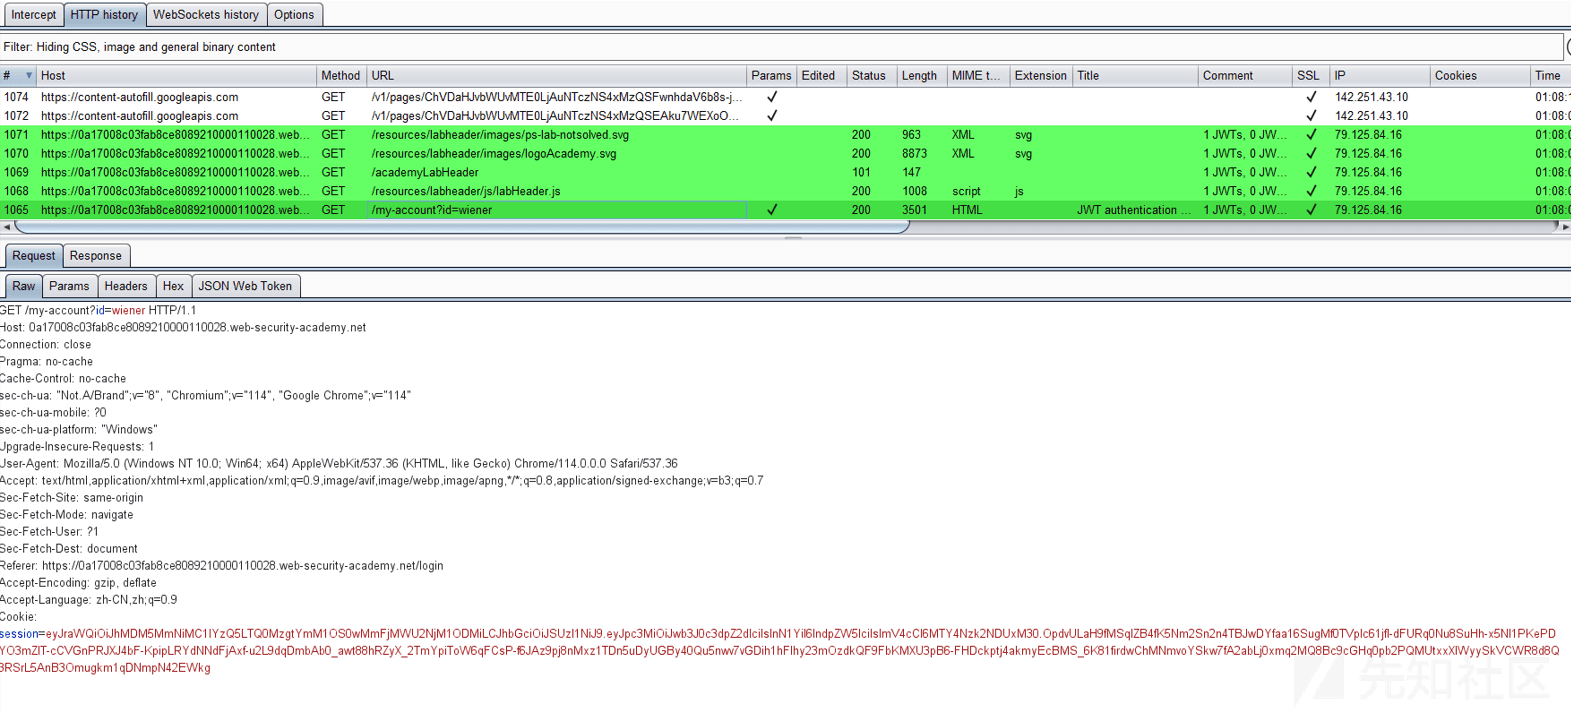 Intercept HTTP history WebSockets history Options
Filter: Hiding CSS, image and general binary content
# Host Method URL Params Edited Status Length MIME t... Extension Title Comment SSL IP Cookies Time
1074 https://content-autofill.googleapis.com GET /v1/pages/ChVDaHJvbWUvMTE0LjAuNTczNS4xMzQSFwnhdaV6b8s-j... ✓ ✓ 142.251.43.10 01:08:
1072 https://content-autofill.googleapis.com GET /v1/pages/ChVDaHJvbWUvMTE0LjAuNTczNS4xMzQSEAku7WEXoO... ✓ ✓ 142.251.43.10 01:08:
1071 https://0a17008c03fab8ce8089210000110028.web... GET /resources/labheader/images/ps-lab-notsolved.svg 200 963 XML svg 1 JWTs, 0 JW... ✓ 79.125.84.16 01:08:
1070 https://0a17008c03fab8ce8089210000110028.web... GET /resources/labheader/images/logoAcademy.svg 200 8873 XML svg 1 JWTs, 0 JW... ✓ 79.125.84.16 01:08:
1069 https://0a17008c03fab8ce8089210000110028.web... GET /academyLabHeader 101 147 1 JWTs, 0 JW... ✓ 79.125.84.16 01:08:
1068 https://0a17008c03fab8ce8089210000110028.web... GET /resources/labheader/js/labHeader.js 200 1008 script js 1 JWTs, 0 JW... ✓ 79.125.84.16 01:08:
1065 https://0a17008c03fab8ce8089210000110028.web... GET /my-account?id=wiener ✓ 200 3501 HTML JWT authentication ... 1 JWTs, 0 JW... ✓ 79.125.84.16 01:08:
Request Response
Raw Params Headers Hex JSON Web Token
GET /my-account?id=wiener HTTP/1.1
Host: 0a17008c03fab8ce8089210000110028.web-security-academy.net
Connection: close
Pragma: no-cache
Cache-Control: no-cache
sec-ch-ua: "Not.A/Brand";v="8", "Chromium";v="114", "Google Chrome";v="114"
sec-ch-ua-mobile: ?0
sec-ch-ua-platform: "Windows"
Upgrade-Insecure-Requests: 1
User-Agent: Mozilla/5.0 (Windows NT 10.0; Win64; x64) AppleWebKit/537.36 (KHTML, like Gecko) Chrome/114.0.0.0 Safari/537.36
Accept: text/html,application/xhtml+xml,application/xml;q=0.9,image/avif,image/webp,image/apng,*/*;q=0.8,application/signed-exchange;v=b3;q=0.7
Sec-Fetch-Site: same-origin
Sec-Fetch-Mode: navigate
Sec-Fetch-User: ?1
Sec-Fetch-Dest: document
Referer: https://0a17008c03fab8ce8089210000110028.web-security-academy.net/login
Accept-Encoding: gzip, deflate
Accept-Language: zh-CN,zh;q=0.9
Cookie:
session=eyJraWQiOiJhMDM5MmNiMC1lYzQ5LTQ0MzgtYmM1OS0wMmFjMWU2NjM1ODMiLCJhbGciOiJSUzI1NiJ9.eyJpc3MiOiJwb3J0c3dpZ2dlciIsInN1YiI6IndpZW5lciIsImV4cCI6MTY4Nzk2NDUxM30.OpdvULaH9fMSqIZB4fK5Nm2Sn2n4TBJwDYfaa16SugMf0TVplc61jfl-dFURq0Nu8SuHh-x5Nl1PKePD
YO3mZIT-cCVGnPRJXJ4bF-KpipLRYdNNdFjAxf-u2L9dqDmbAb0_awt88hRZyX_2TmYpiToW6qFCsP-f6JAz9pj8nMxz1TDn5uDyUGBy40Qu5nwv7vGDih1hFlhy23mOzdkQF9FbKMXU3pB6-FHDckptj4akmyEcBMS_6K81firdwChMNmvoYSkw7fA2abLj0xmq2MQ8Bc9cGHq0pb2PQMUtxxXlWyySkVCWR8d8Q
3RSrL5AnB3Omugkm1qDNmpN42EWkg
先知社区